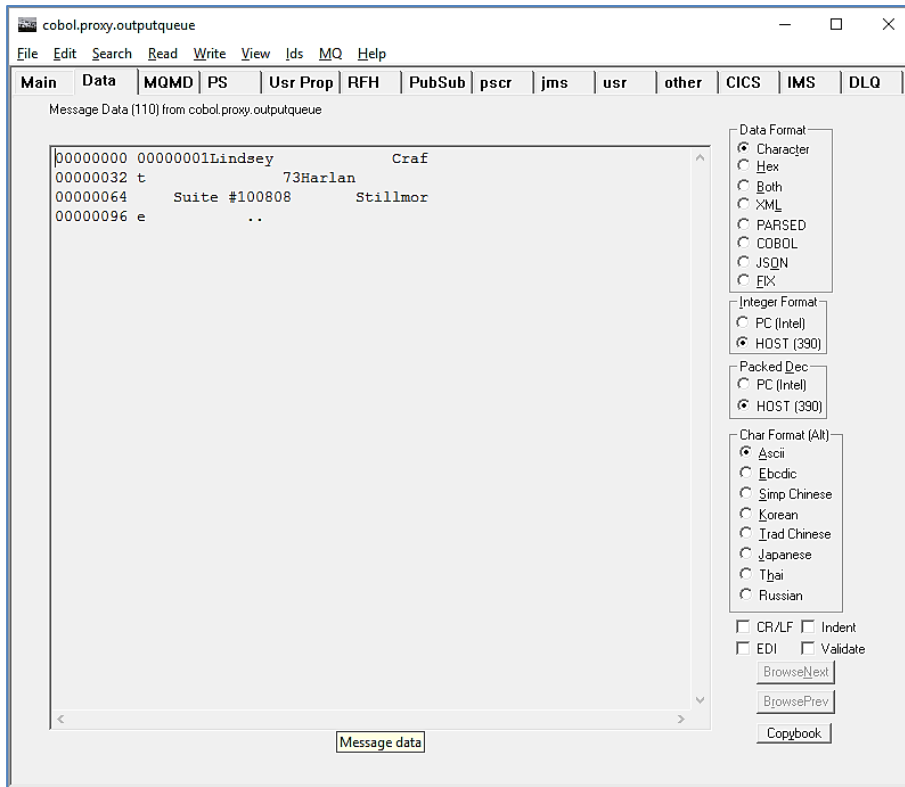 cobol.proxy.outputqueue
File Edit Search Read Write View Ids MQ Help
Main Data MQMD PS Usr Prop RFH PubSub pscr jms usr other CICS IMS DLQ
Message Data (110) from cobol.proxy.outputqueue
00000000 00000001Lindsey Craf
00000032 t 73Harlan
00000064 Suite #100808 Stillmor
00000096 e ..
Data Format
Character
Hex
Both
XML
PARSED
COBOL
JSON
FIX
Integer Format
PC (Intel)
HOST (390)
Packed Dec
PC (Intel)
HOST (390)
Char Format (Alt)
Ascii
Ebcdic
Simp Chinese
Korean
Trad Chinese
Japanese
Thai
Russian
CR/LF Indent
EDI Validate
BrowseNext
BrowsePrev
Copybook
Message data